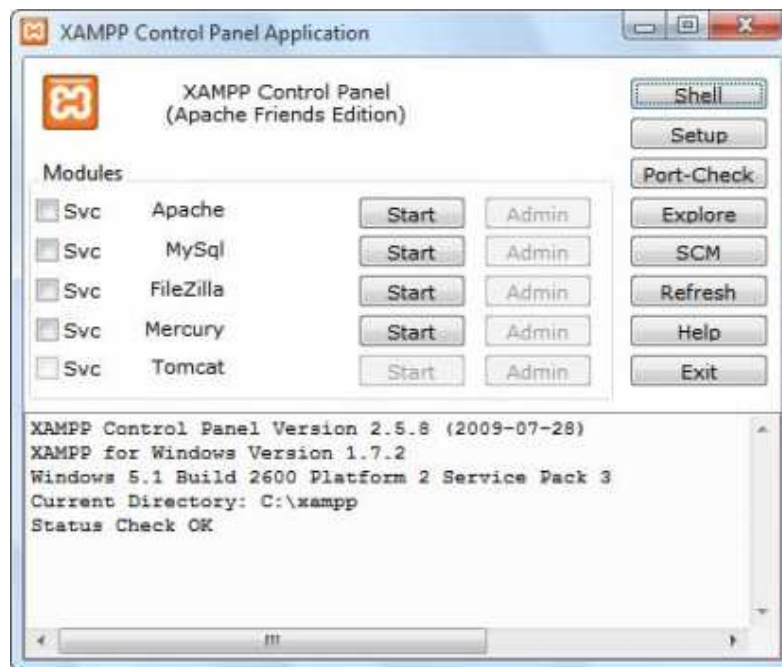 XAMPP Control Panel Application
XAMPP Control Panel
(Apache Friends Edition)
Shell
Setup
Port-Check
Explore
SCM
Refresh
Help
Exit
Modules
Svc Apache Start Admin
Svc MySql Start Admin
Svc FileZilla Start Admin
Svc Mercury Start Admin
Svc Tomcat Start Admin
XAMPP Control Panel Version 2.5.8 (2009-07-28)
XAMPP for Windows Version 1.7.2
Windows 5.1 Build 2600 Platform 2 Service Pack 3
Current Directory: C:\xampp
Status Check OK